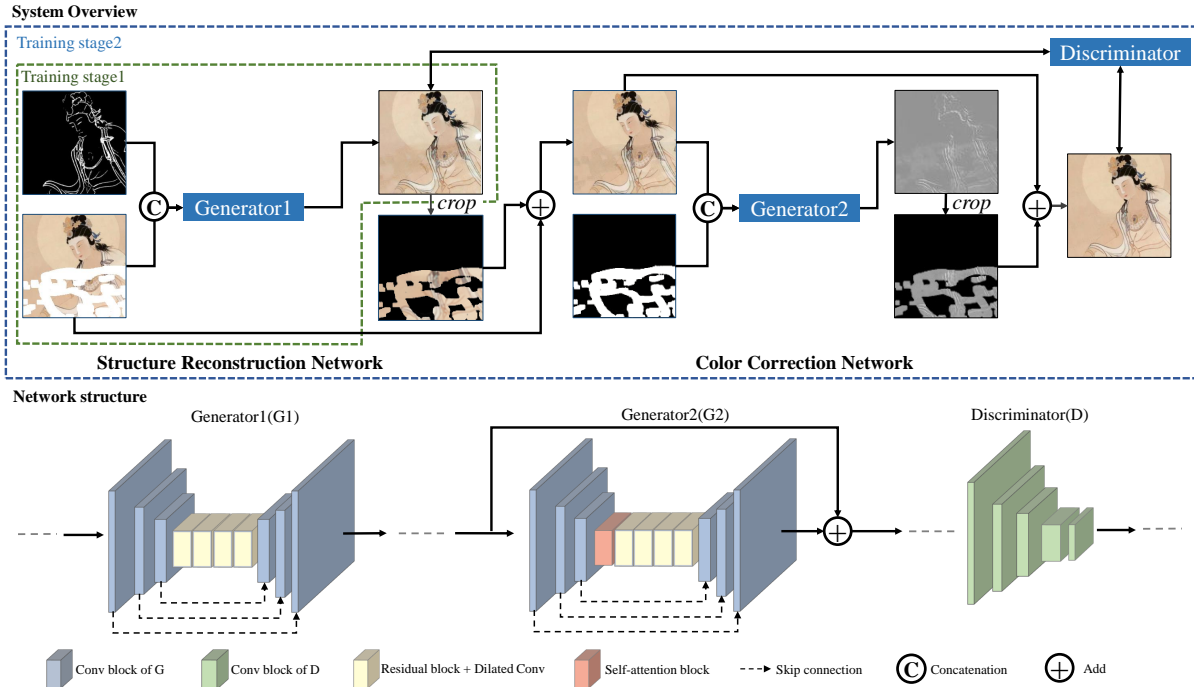 System Overview
Training stage2
Training stage1
Discriminator
C
Generator1
crop
+
C
Generator2
crop
+
Structure Reconstruction Network
Color Correction Network
Network structure
Generator1(G1)
Generator2(G2)
Discriminator(D)
+
Conv block of G
Conv block of D
Residual block + Dilated Conv
Self-attention block
Skip connection
C
Concatenation
+
Add